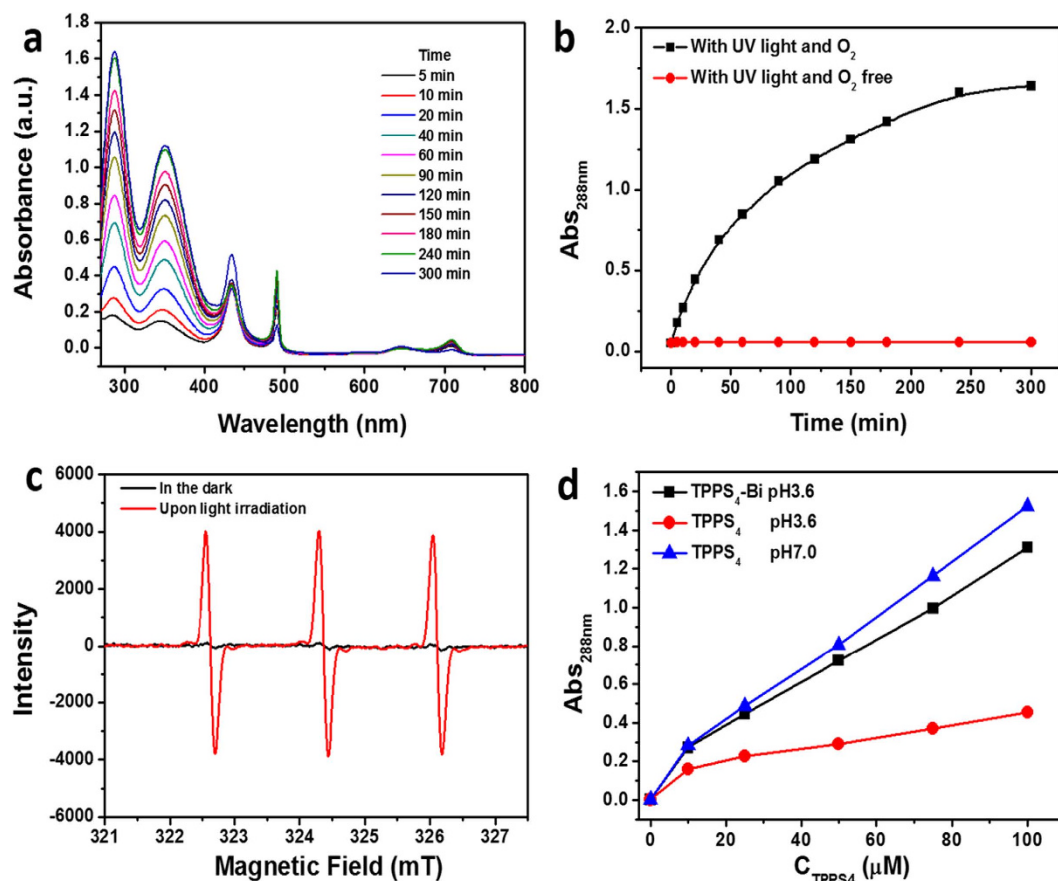 a
Absorbance (a.u.)
1.8
1.6
1.4
1.2
1.0
0.8
0.6
0.4
0.2
0.0
Time
5 min
10 min
20 min
40 min
60 min
90 min
120 min
150 min
180 min
240 min
300 min
300 400 500 600 700 800
Wavelength (nm)
b
Abs288nm
2.0
1.5
1.0
0.5
0.0
With UV light and O2
With UV light and O2 free
0 50 100 150 200 250 300
Time (min)
c
Intensity
6000
4000
2000
0
-2000
-4000
-6000
In the dark
Upon light irradiation
321 322 323 324 325 326 327
Magnetic Field (mT)
d
Abs288nm
1.6
1.4
1.2
1.0
0.8
0.6
0.4
0.2
0.0
TPPS4-Bi pH3.6
TPPS4 pH3.6
TPPS4 pH7.0
0 20 40 60 80 100
CTPPS4 (μM)